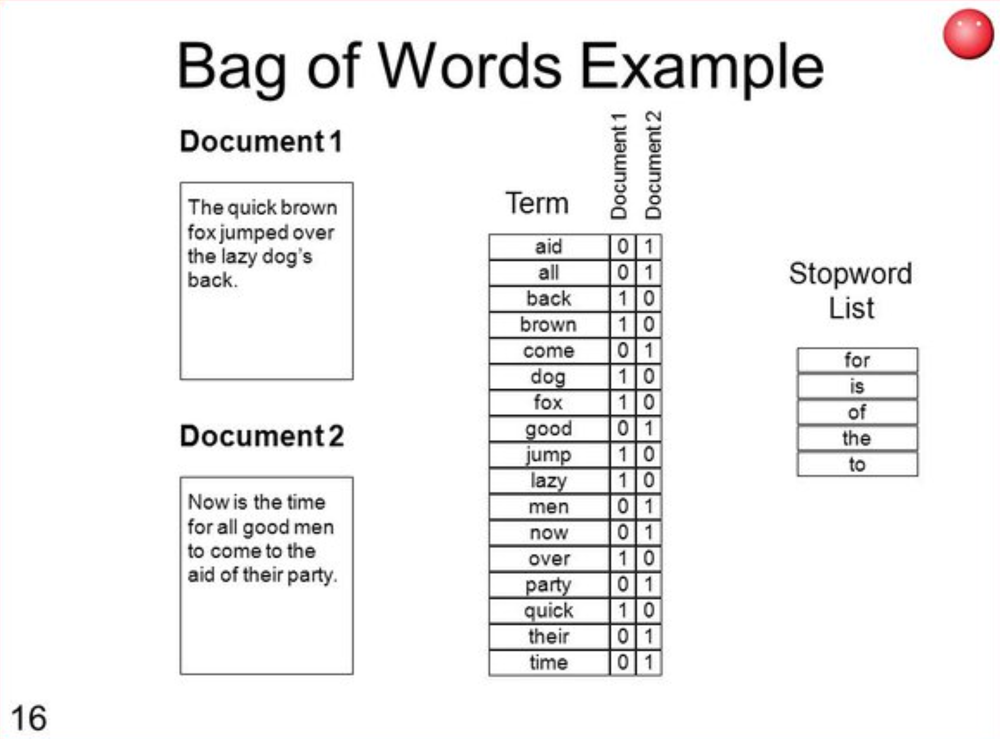 Bag of Words Example
Document 1
The quick brown
fox jumped over
the lazy dog's
back.
Document 2
Now is the time
for all good men
to come to the
aid of their party.
Term Document 1 Document 2
aid 0 1
all 0 1
back 1 0
brown 1 0
come 0 1
dog 1 0
fox 1 0
good 0 1
jump 1 0
lazy 1 0
men 0 1
now 0 1
over 1 0
party 0 1
quick 1 0
their 0 1
time 0 1
Stopword
List
for
is
of
the
to
16